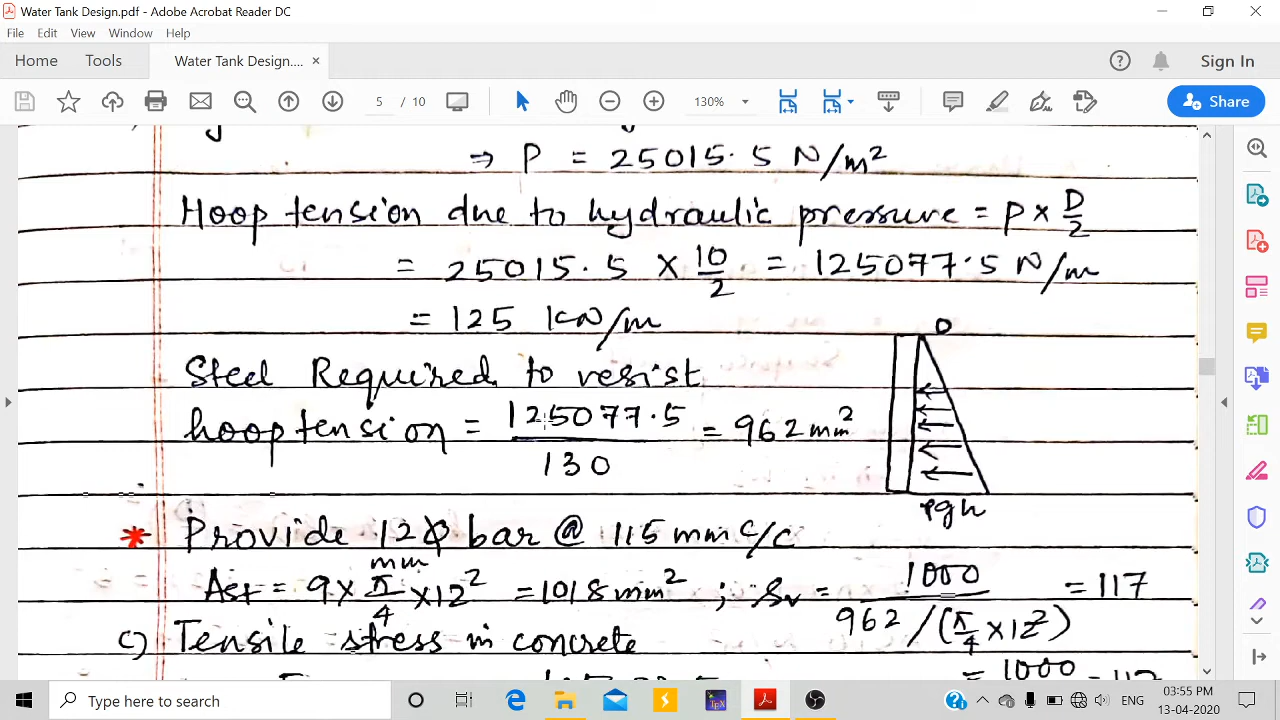 Water Tank Design.pdf - Adobe Acrobat Reader DC
File Edit View Window Help
Home Tools Water Tank Design.... × Sign In
5 / 10 130% Share
⇒ P = 25015.5 N/m²
Hoop tension due to hydraulic pressure = P × D/2
= 25015.5 × 10/2 = 125077.5 N/m
= 125 KN/m
0
Steel Required to resist
hoop tension = 125077.5/130 = 962 mm²
ρgh
* Provide 12 φ bar @ 115 mm c/c
mm
Ast = 9 × π/4 × 12² = 1018 mm² ; Sv = 1000/962/(π/4 × 12²) = 117
c) Tensile stress in concrete
= 1000
Type here to search
ENG 03:55 PM
13-04-2020